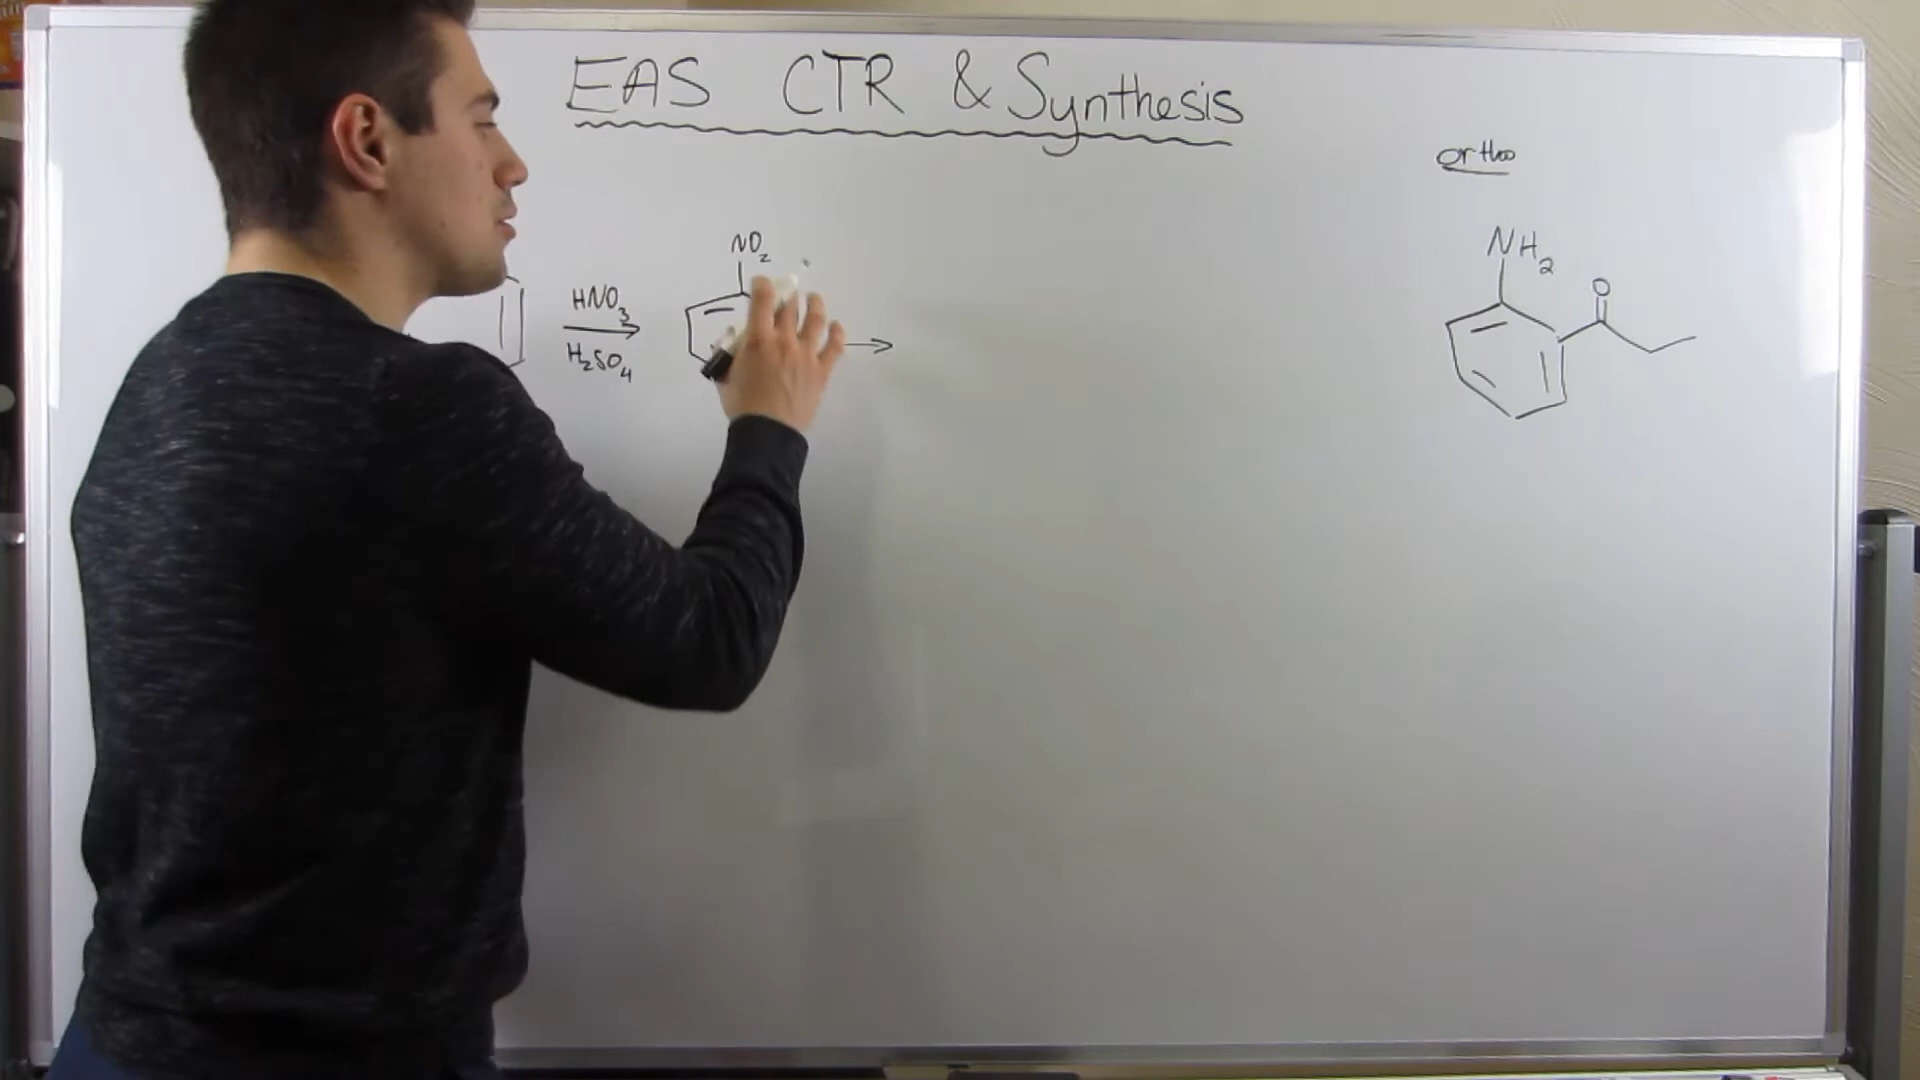 EAS CTR & Synthesis
ortho
HNO3
H2SO4
NO2
NH2
O